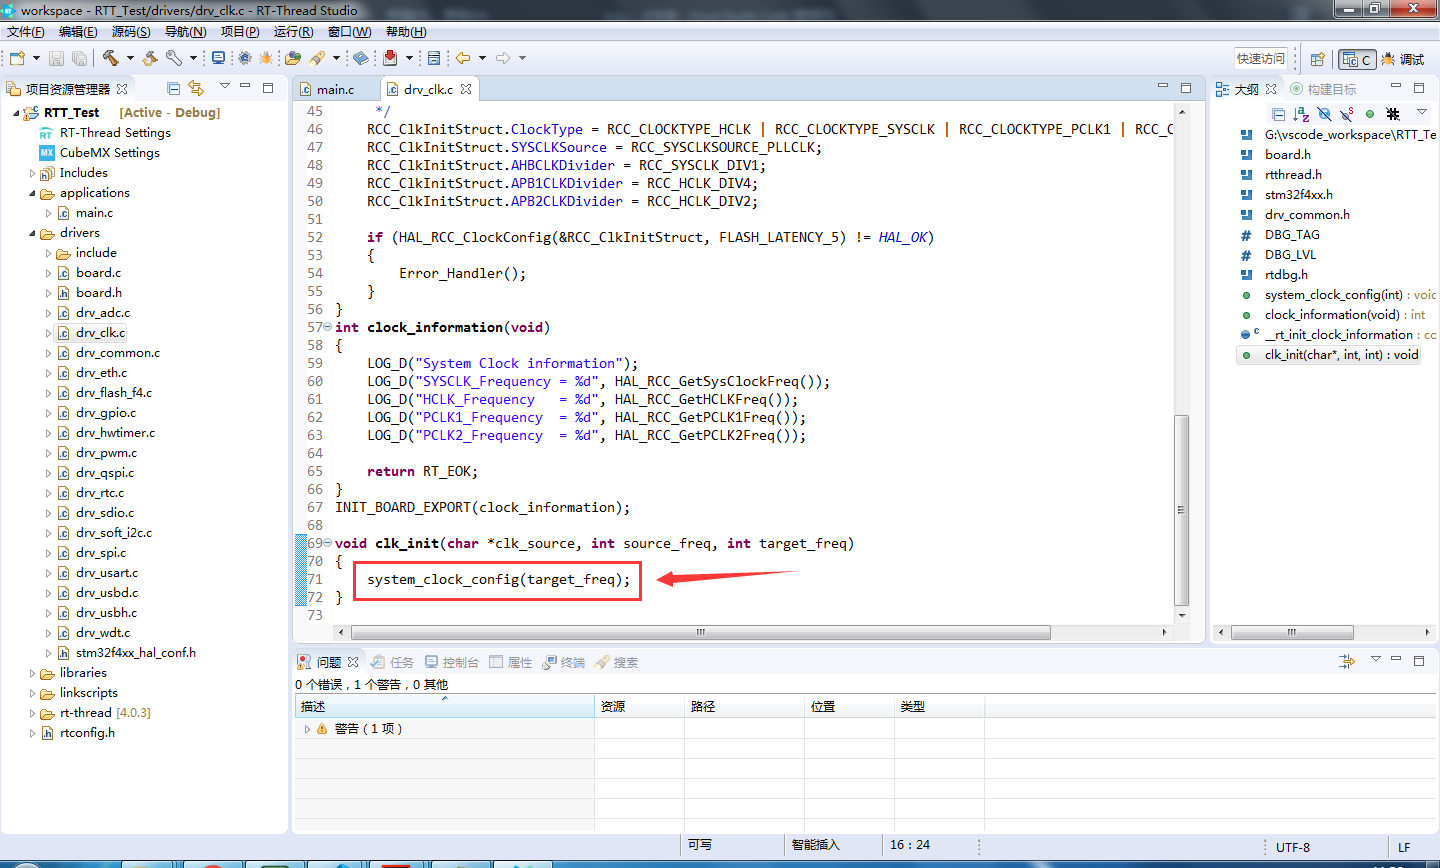 workspace - RTT_Test/drivers/drv_clk.c - RT-Thread Studio
文件(F) 编辑(E) 源码(S) 导航(N) 项目(P) 运行(R) 窗口(W) 帮助(H)
快速访问
C
调试
项目资源管理器
RTT_Test [Active - Debug]
RT-Thread Settings
CubeMX Settings
Includes
applications
main.c
drivers
include
board.c
board.h
drv_adc.c
drv_clk.c
drv_common.c
drv_eth.c
drv_flash_f4.c
drv_gpio.c
drv_hwtimer.c
drv_pwm.c
drv_qspi.c
drv_rtc.c
drv_sdio.c
drv_soft_i2c.c
drv_spi.c
drv_usart.c
drv_usbd.c
drv_usbh.c
drv_wdt.c
stm32f4xx_hal_conf.h
libraries
linkscripts
rt-thread [4.0.3]
rtconfig.h
main.c
drv_clk.c
45 */
46 RCC_ClkInitStruct.ClockType = RCC_CLOCKTYPE_HCLK | RCC_CLOCKTYPE_SYSCLK | RCC_CLOCKTYPE_PCLK1 | RCC_C
47 RCC_ClkInitStruct.SYSCLKSource = RCC_SYSCLKSOURCE_PLLCLK;
48 RCC_ClkInitStruct.AHBCLKDivider = RCC_SYSCLK_DIV1;
49 RCC_ClkInitStruct.APB1CLKDivider = RCC_HCLK_DIV4;
50 RCC_ClkInitStruct.APB2CLKDivider = RCC_HCLK_DIV2;
51
52 if (HAL_RCC_ClockConfig(&RCC_ClkInitStruct, FLASH_LATENCY_5) != HAL_OK)
53 {
54 Error_Handler();
55 }
56 }
57 int clock_information(void)
58 {
59 LOG_D("System Clock information");
60 LOG_D("SYSCLK_Frequency = %d", HAL_RCC_GetSysClockFreq());
61 LOG_D("HCLK_Frequency   = %d", HAL_RCC_GetHCLKFreq());
62 LOG_D("PCLK1_Frequency  = %d", HAL_RCC_GetPCLK1Freq());
63 LOG_D("PCLK2_Frequency  = %d", HAL_RCC_GetPCLK2Freq());
64
65 return RT_EOK;
66 }
67 INIT_BOARD_EXPORT(clock_information);
68
69 void clk_init(char *clk_source, int source_freq, int target_freq)
70 {
71 system_clock_config(target_freq);
72 }
73
大纲
构建目标
G:\vscode_workspace\RTT_Te
board.h
rtthread.h
stm32f4xx.h
drv_common.h
DBG_TAG
DBG_LVL
rtdbg.h
system_clock_config(int) : voic
clock_information(void) : int
__rt_init_clock_information : cc
clk_init(char*, int, int) : void
问题 任务 控制台 属性 终端 搜索
0 个错误，1 个警告，0 其他
描述 资源 路径 位置 类型
警告（1 项）
可写 智能插入 16 : 24 UTF-8 LF